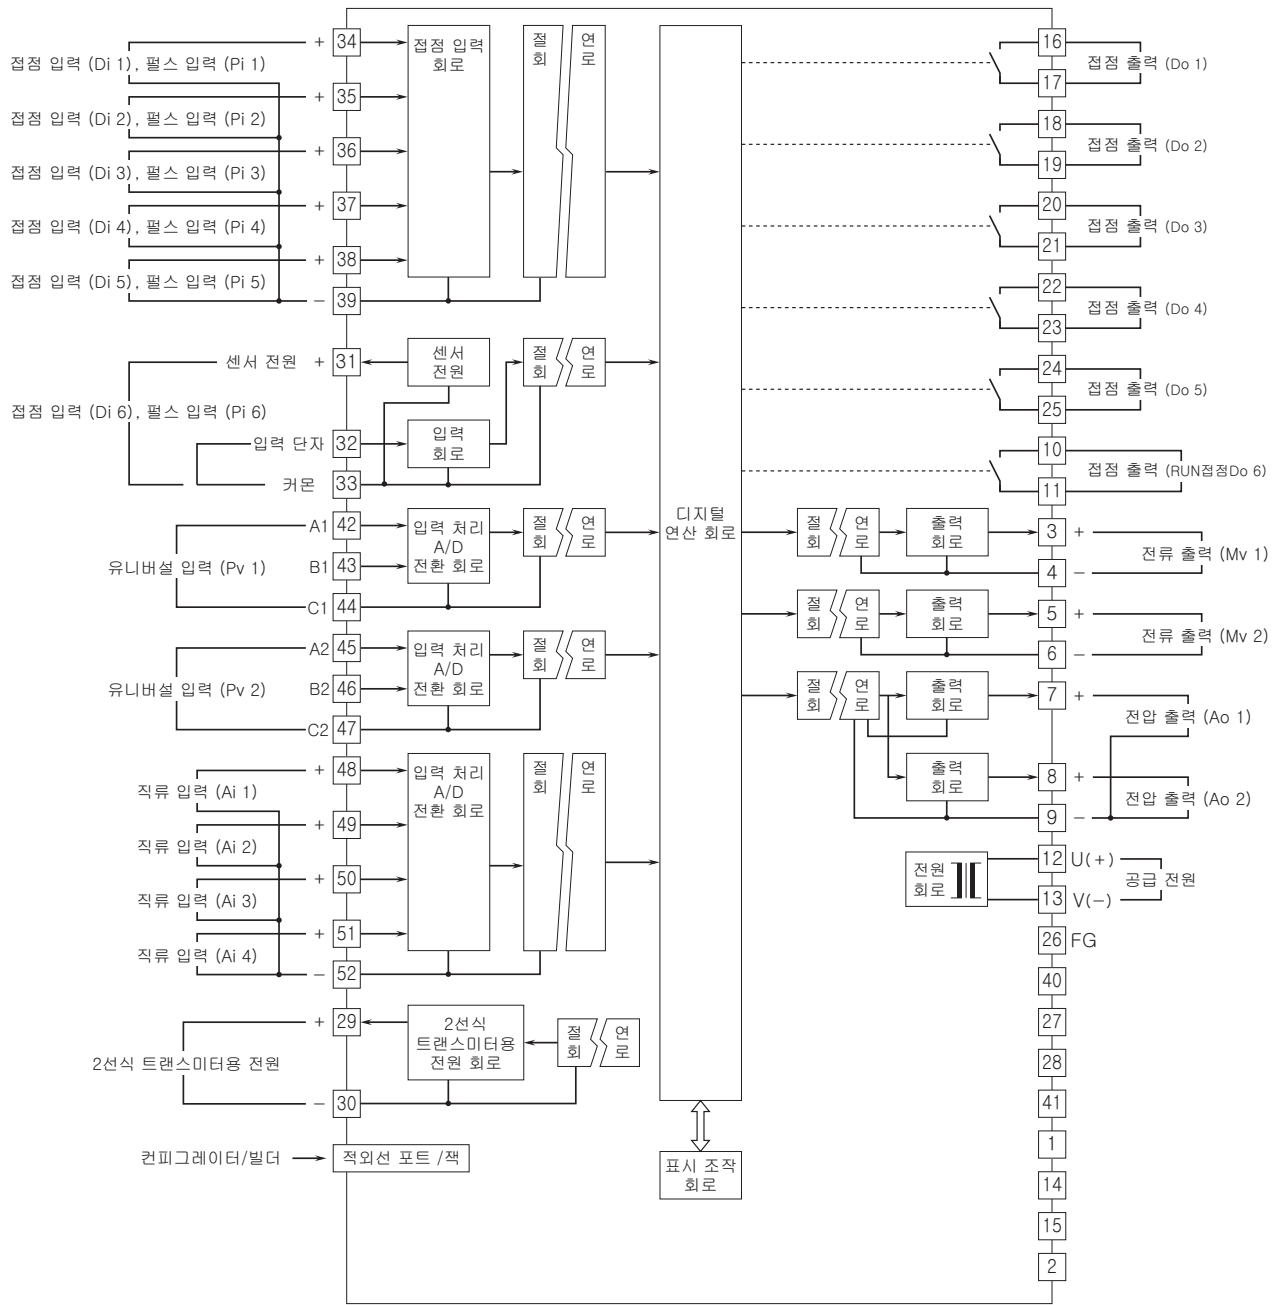 접점 입력 (Di 1), 펄스 입력 (Pi 1)
+ 34
접점 입력
회로
절 연
회 로
접점 입력 (Di 2), 펄스 입력 (Pi 2)
+ 35
접점 입력 (Di 3), 펄스 입력 (Pi 3)
+ 36
접점 입력 (Di 4), 펄스 입력 (Pi 4)
+ 37
접점 입력 (Di 5), 펄스 입력 (Pi 5)
+ 38
− 39
센서 전원 + 31
센서
전원
절 연
회 로
접점 입력 (Di 6), 펄스 입력 (Pi 6)
입력 단자 32
입력
회로
커몬 33
유니버설 입력 (Pv 1)
A1 42
B1 43
C1 44
입력 처리
A/D
전환 회로
절 연
회 로
유니버설 입력 (Pv 2)
A2 45
B2 46
C2 47
입력 처리
A/D
전환 회로
절 연
회 로
직류 입력 (Ai 1)
+ 48
입력 처리
A/D
전환 회로
절 연
회 로
직류 입력 (Ai 2)
+ 49
직류 입력 (Ai 3)
+ 50
직류 입력 (Ai 4)
+ 51
− 52
2선식 트랜스미터용 전원
+ 29
− 30
2선식
트랜스미터용
전원 회로
절 연
회 로
컨피그레이터/빌더
적외선 포트 /잭
디지털
연산 회로
표시 조작
회로
16
17
접점 출력 (Do 1)
18
19
접점 출력 (Do 2)
20
21
접점 출력 (Do 3)
22
23
접점 출력 (Do 4)
24
25
접점 출력 (Do 5)
10
11
접점 출력 (RUN접점Do 6)
절 연
회 로
출력
회로
3 +
4 −
전류 출력 (Mv 1)
절 연
회 로
출력
회로
5 +
6 −
전류 출력 (Mv 2)
절 연
회 로
출력
회로
7 +
전압 출력 (Ao 1)
출력
회로
8 +
9 −
전압 출력 (Ao 2)
전원
회로
12 U(+)
13 V(−)
공급 전원
26 FG
40
27
28
41
1
14
15
2